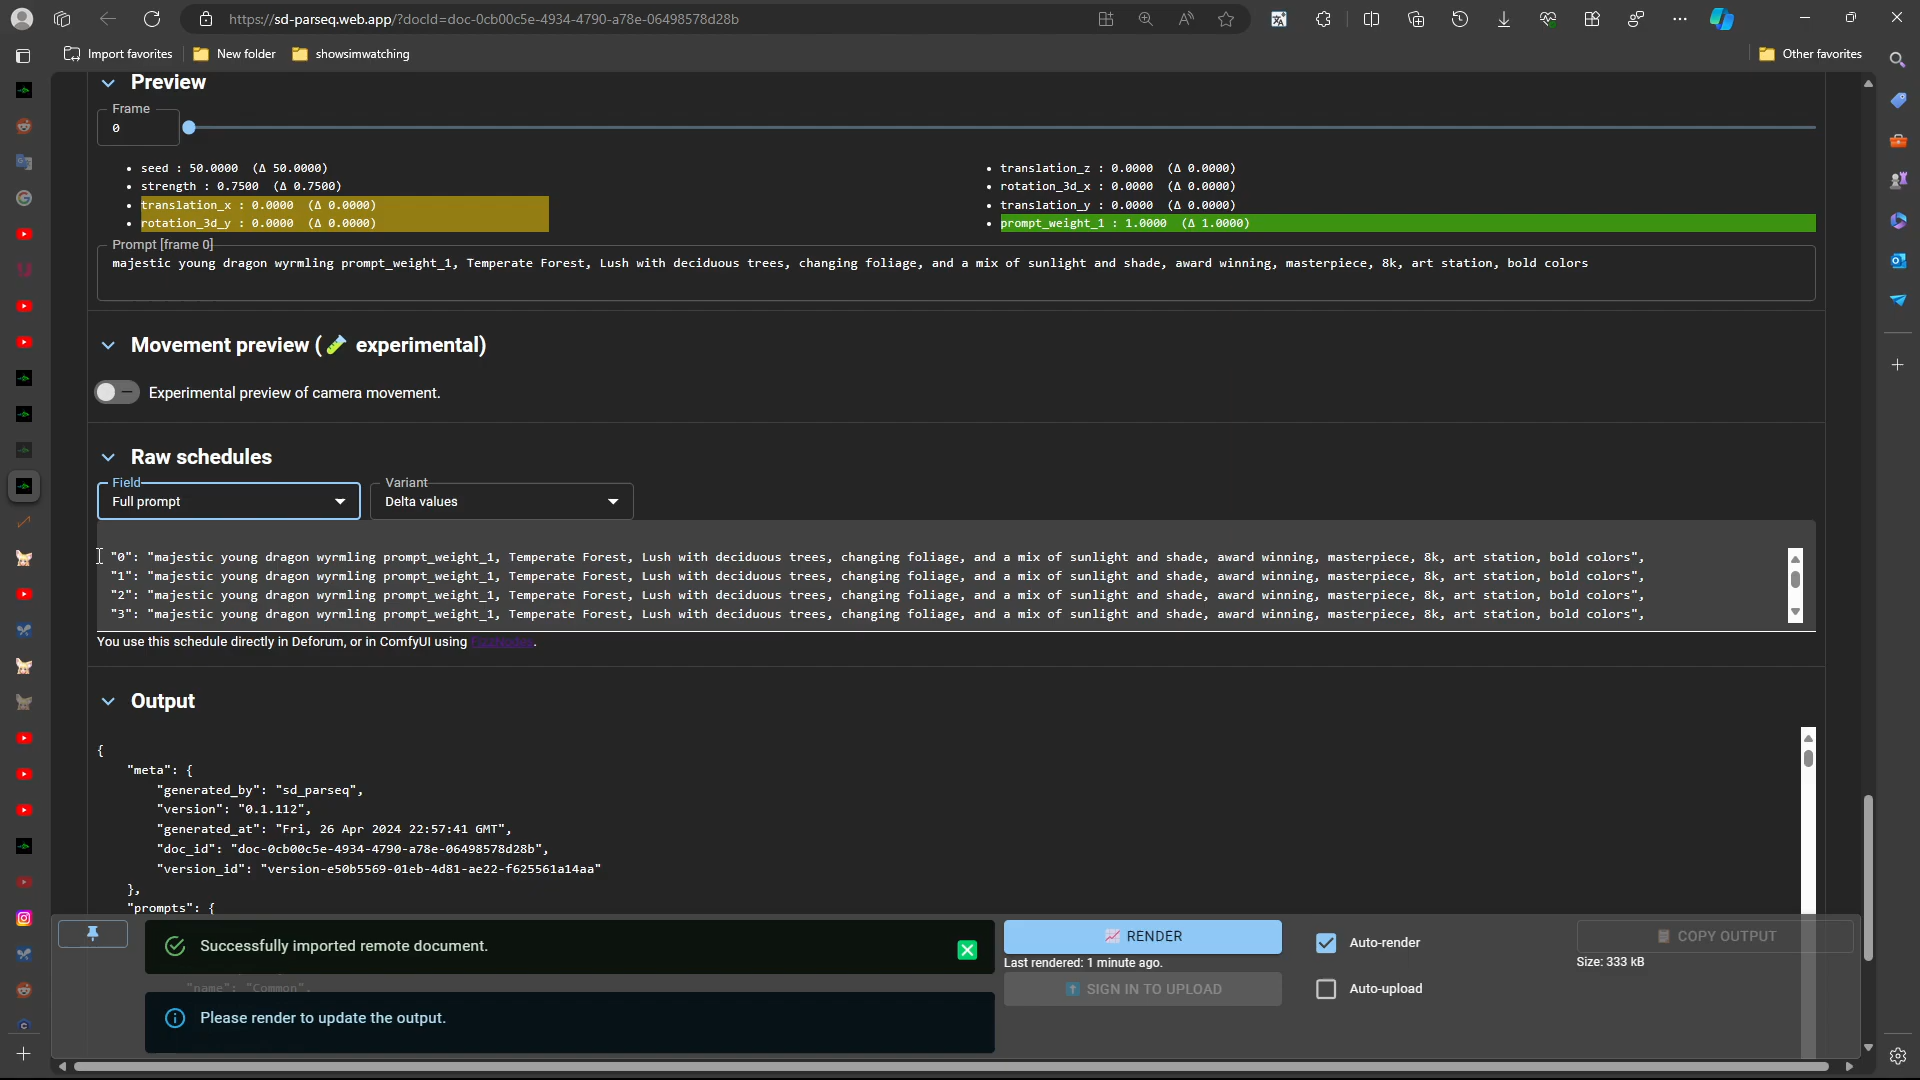 https://sd-parseq.web.app/?docId=doc-0cb00c5e-4934-4790-a78e-06498578d28b
Import favorites
New folder
showsimwatching
Other favorites
Preview
Frame
0
seed : 50.0000 (Δ 50.0000)
strength : 0.7500 (Δ 0.7500)
translation_x : 0.0000 (Δ 0.0000)
rotation_3d_y : 0.0000 (Δ 0.0000)
translation_z : 0.0000 (Δ 0.0000)
rotation_3d_x : 0.0000 (Δ 0.0000)
translation_y : 0.0000 (Δ 0.0000)
prompt_weight_1 : 1.0000 (Δ 1.0000)
Prompt [frame 0]
majestic young dragon wyrmling prompt_weight_1, Temperate Forest, Lush with deciduous trees, changing foliage, and a mix of sunlight and shade, award winning, masterpiece, 8k, art station, bold colors
Movement preview (🧪 experimental)
Experimental preview of camera movement.
Raw schedules
Field
Full prompt
Variant
Delta values
"0": "majestic young dragon wyrmling prompt_weight_1, Temperate Forest, Lush with deciduous trees, changing foliage, and a mix of sunlight and shade, award winning, masterpiece, 8k, art station, bold colors",
"1": "majestic young dragon wyrmling prompt_weight_1, Temperate Forest, Lush with deciduous trees, changing foliage, and a mix of sunlight and shade, award winning, masterpiece, 8k, art station, bold colors",
"2": "majestic young dragon wyrmling prompt_weight_1, Temperate Forest, Lush with deciduous trees, changing foliage, and a mix of sunlight and shade, award winning, masterpiece, 8k, art station, bold colors",
"3": "majestic young dragon wyrmling prompt_weight_1, Temperate Forest, Lush with deciduous trees, changing foliage, and a mix of sunlight and shade, award winning, masterpiece, 8k, art station, bold colors",
You use this schedule directly in Deforum, or in ComfyUI using FizzNodes.
Output
{
"meta": {
"generated_by": "sd_parseq",
"version": "0.1.112",
"generated_at": "Fri, 26 Apr 2024 22:57:41 GMT",
"doc_id": "doc-0cb00c5e-4934-4790-a78e-06498578d28b",
"version_id": "version-e50b5569-01eb-4d81-ae22-f625561a14aa"
},
"prompts": {
Successfully imported remote document.
"name": "Common",
Please render to update the output.
RENDER
Last rendered: 1 minute ago.
SIGN IN TO UPLOAD
Auto-render
Auto-upload
COPY OUTPUT
Size: 333 kB